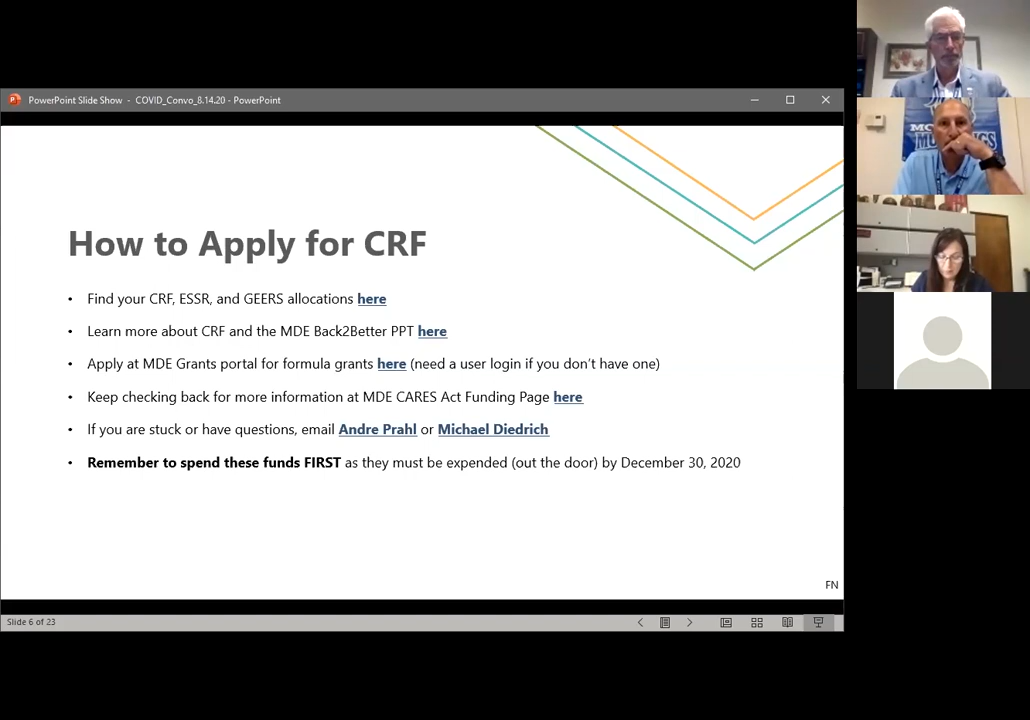 PowerPoint Slide Show - COVID_Convo_8.14.20 - PowerPoint
How to Apply for CRF
• Find your CRF, ESSR, and GEERS allocations here
• Learn more about CRF and the MDE Back2Better PPT here
• Apply at MDE Grants portal for formula grants here (need a user login if you don't have one)
• Keep checking back for more information at MDE CARES Act Funding Page here
• If you are stuck or have questions, email Andre Prahl or Michael Diedrich
• Remember to spend these funds FIRST as they must be expended (out the door) by December 30, 2020
FN
Slide 6 of 23